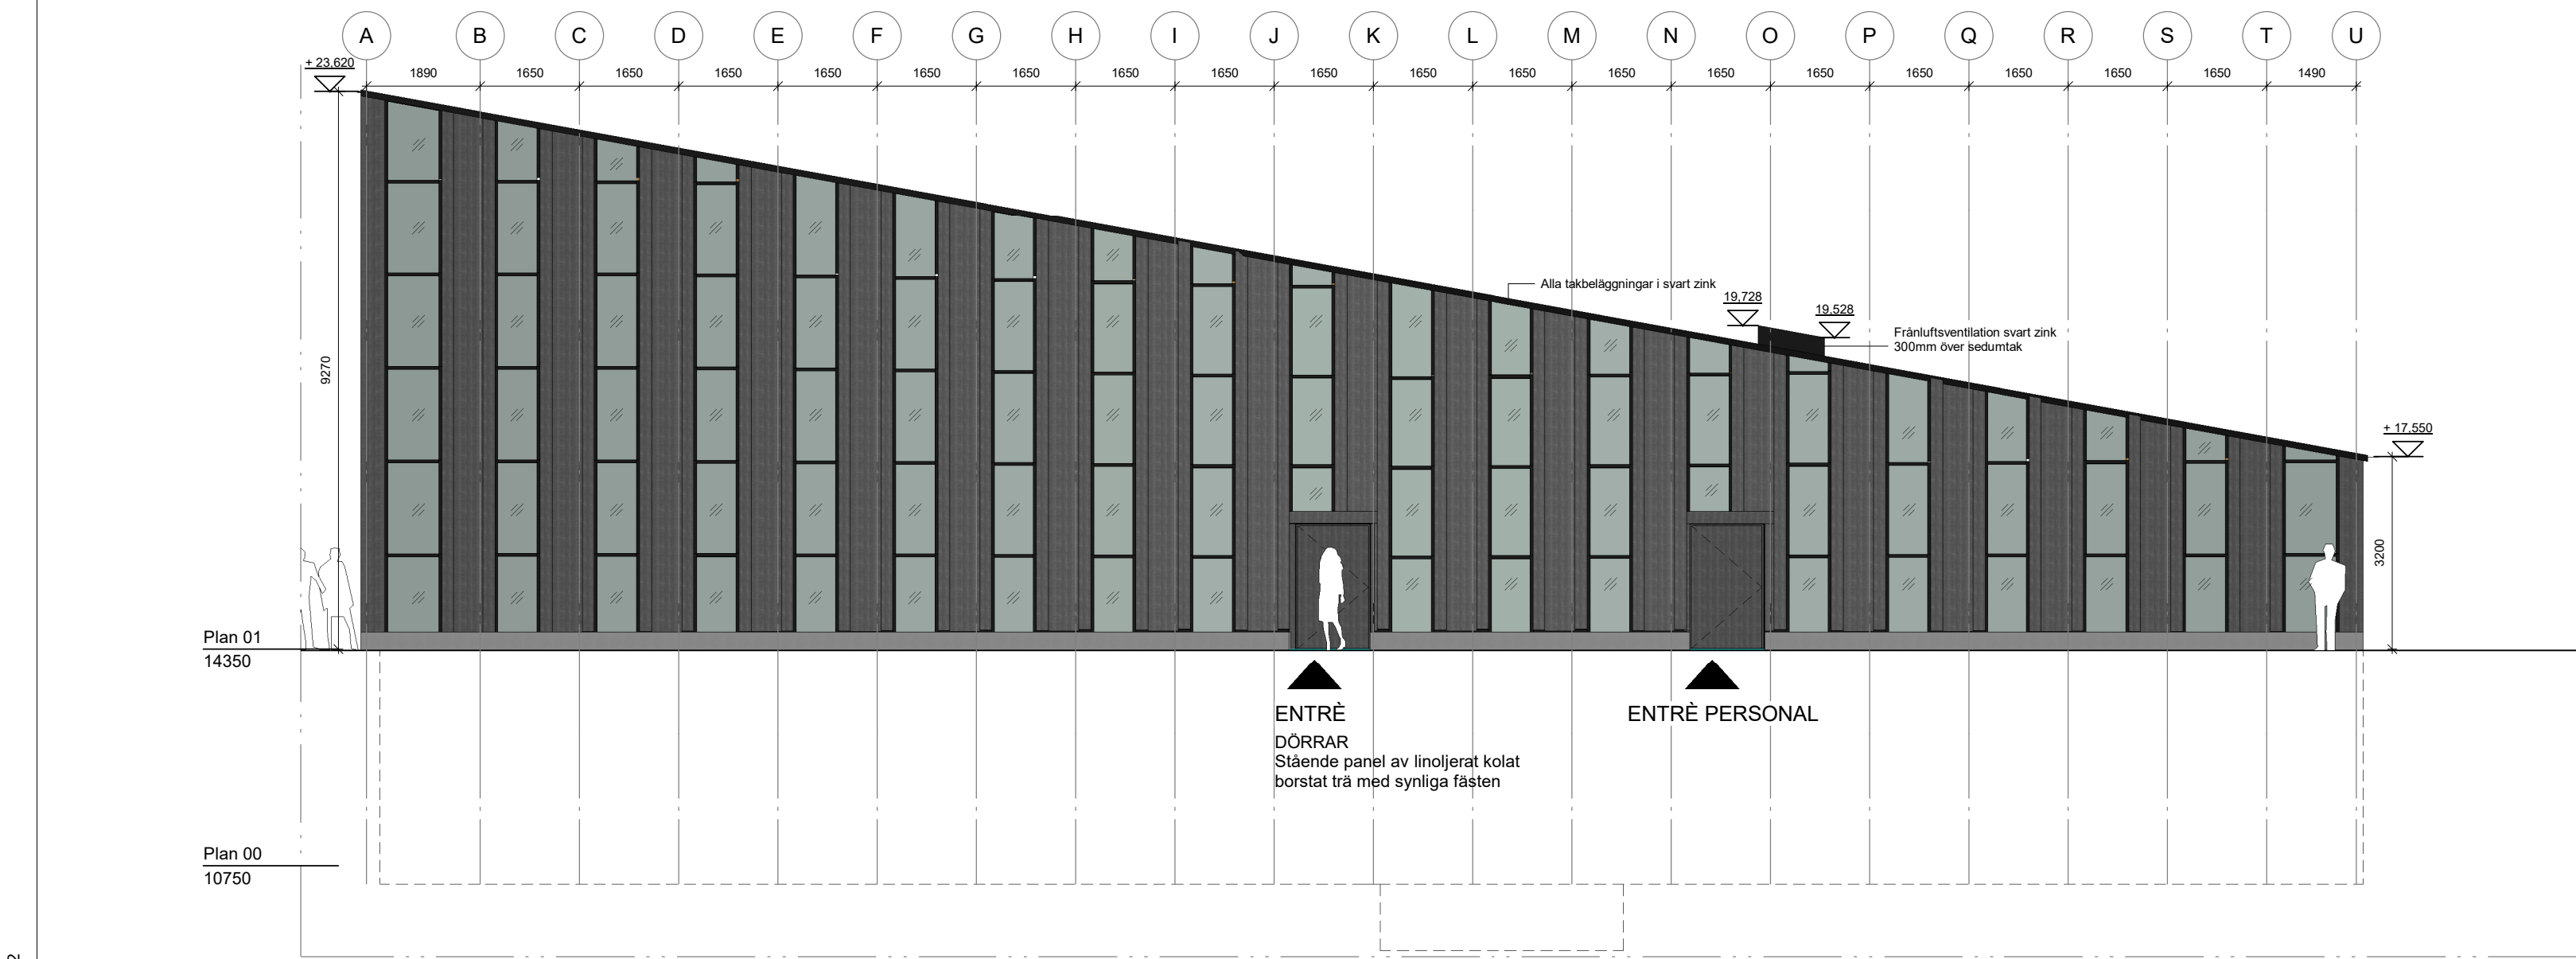 A B C D E F G H I J K L M N O P Q R S T U
+ 23,620
1890 1650 1650 1650 1650 1650 1650 1650 1650 1650 1650 1650 1650 1650 1650 1650 1650 1650 1650 1490
Alla takbeläggningar i svart zink
19,728
19,528
Frånluftsventilation svart zink
300mm över sedumtak
9270
+ 17,550
3200
Plan 01
14350
ENTRÈ
ENTRÈ PERSONAL
DÖRRAR
Stående panel av linoljerat kolat
borstat trä med synliga fästen
Plan 00
10750